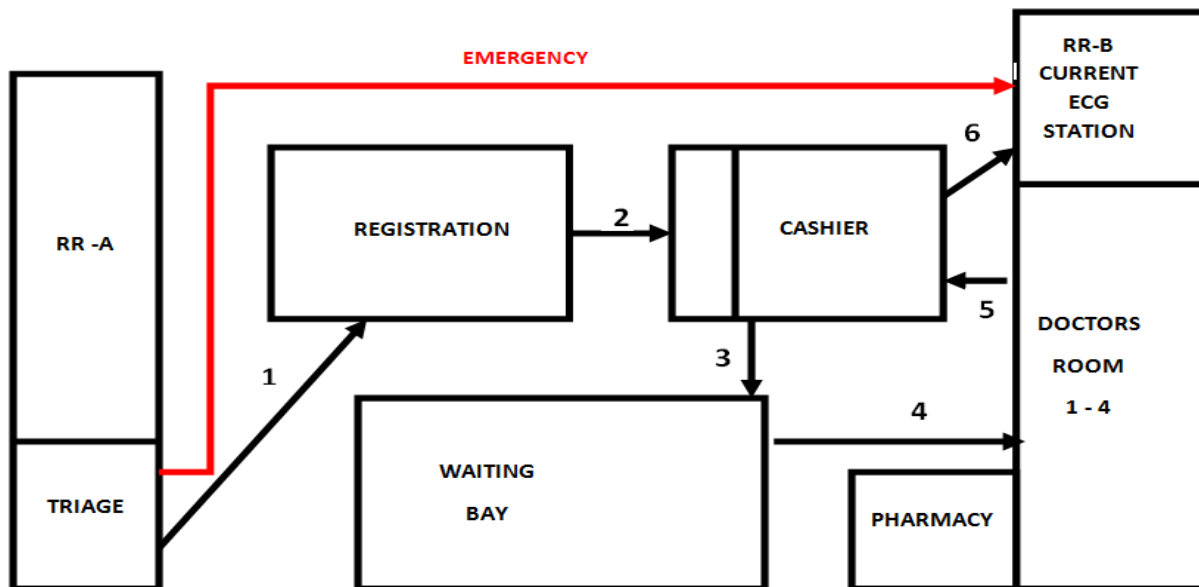 EMERGENCY
RR-B
CURRENT
ECG
STATION
6
RR -A
REGISTRATION
2
CASHIER
5
DOCTORS
ROOM
1 - 4
1
3
4
TRIAGE
WAITING
BAY
PHARMACY